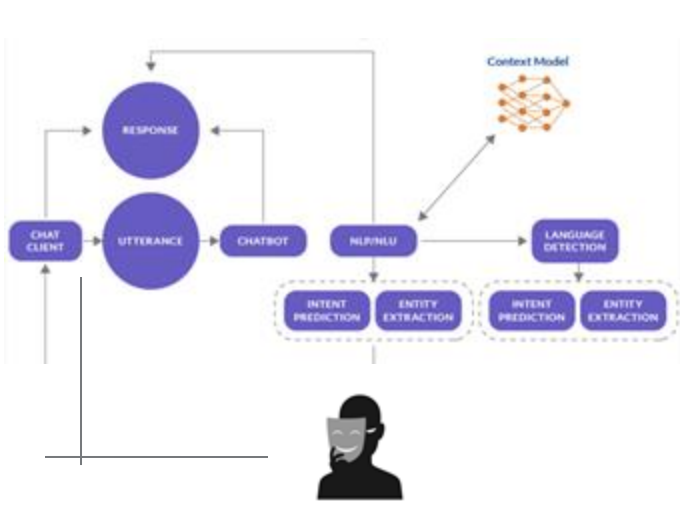 Context Model
RESPONSE
CHAT
CLIENT
UTTERANCE
CHATBOT
NLP/NLU
LANGUAGE
DETECTION
INTENT
PREDICTION
ENTITY
EXTRACTION
INTENT
PREDICTION
ENTITY
EXTRACTION